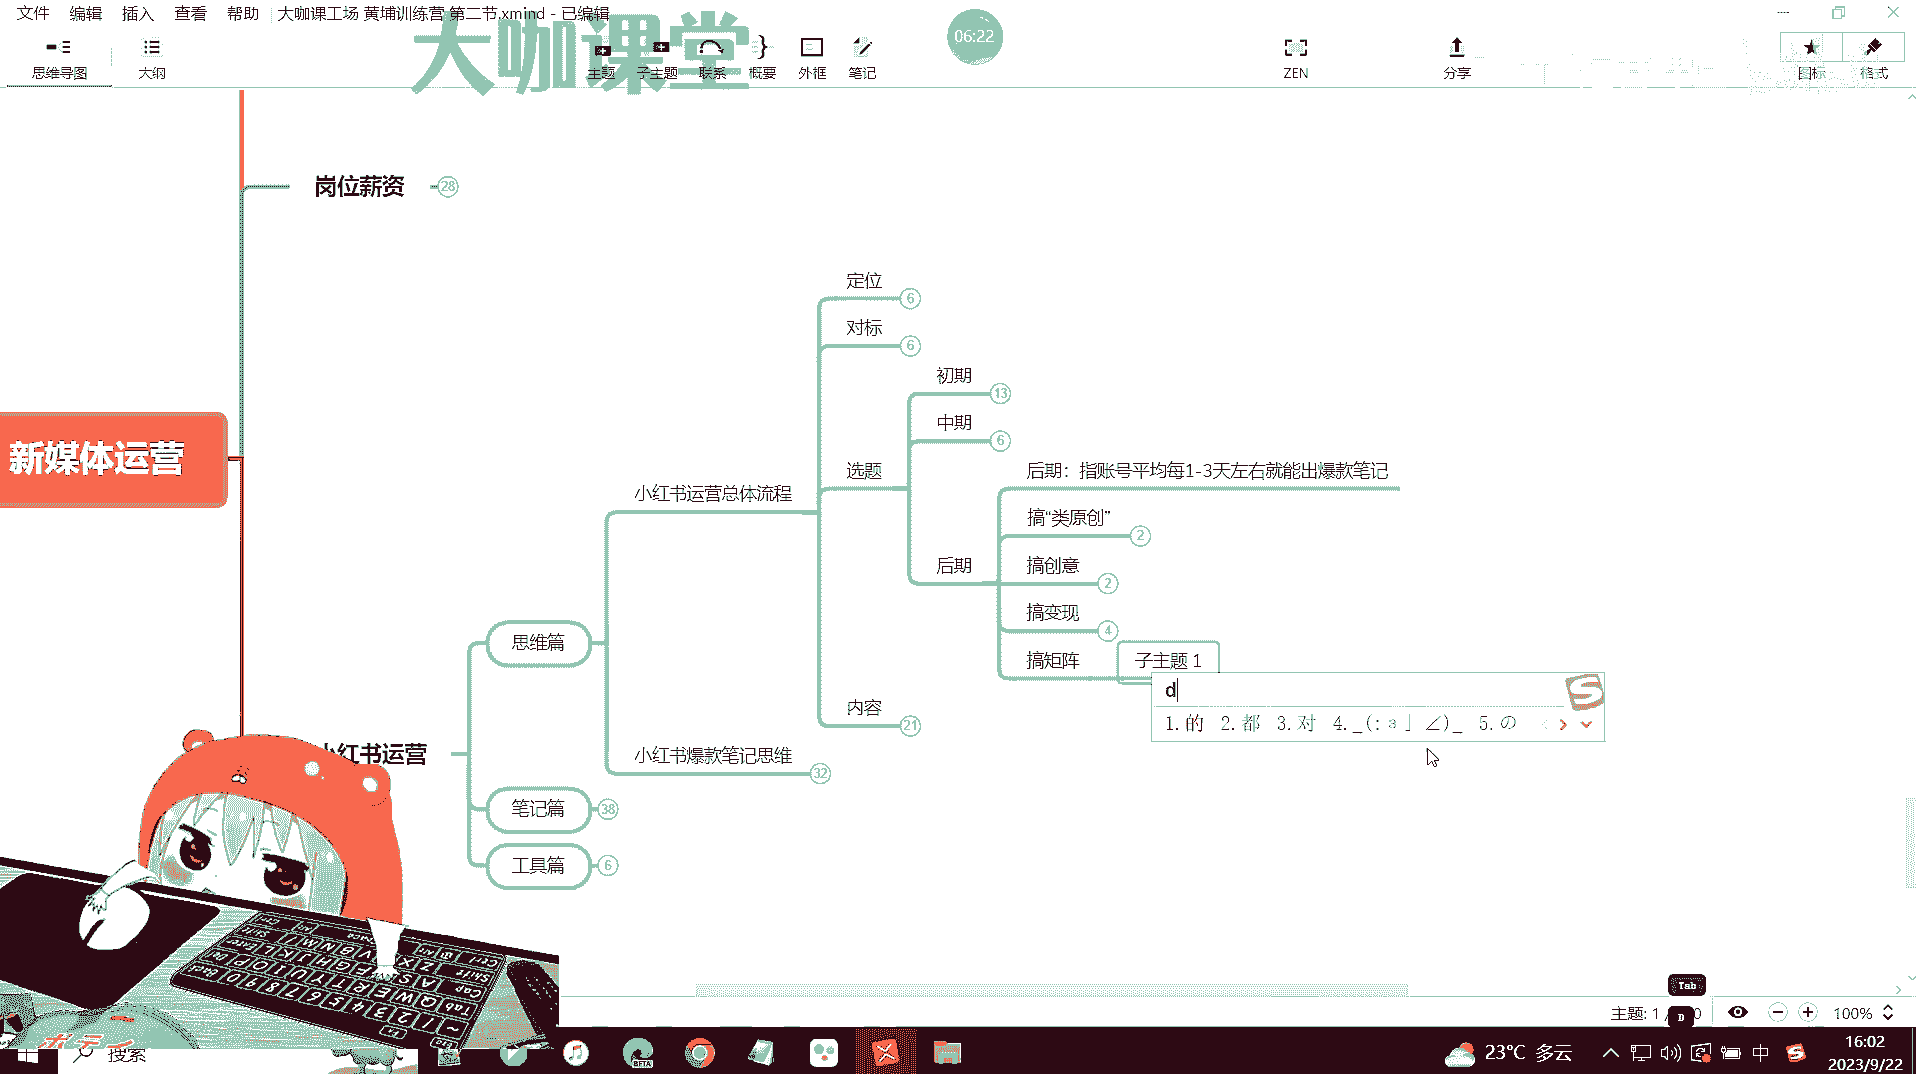 文件 编辑 插入 查看 帮助 大咖课工场 黄埔训练营 第二节.xmind - 已编辑
大咖课堂
06:22
思维导图 大纲 主题 子主题 联系 概要 外框 笔记 ZEN 分享 图标 格式
岗位薪资 28
定位 6
对标 6
初期 13
中期 6
新媒体运营
选题
后期：指账号平均每1-3天左右就能出爆款笔记
小红书运营总体流程
搞“类原创” 2
后期
搞创意 2
搞变现 4
思维篇
搞矩阵
子主题 1
d
1.的 2.都 3.对 4._(:з」∠)_ 5.の
内容 21
小红书运营
小红书爆款笔记思维 32
笔记篇 38
工具篇 6
Tab
主题: 1 /
D
100%
搜索
BETA
23°C 多云
中
16:02
2023/9/22